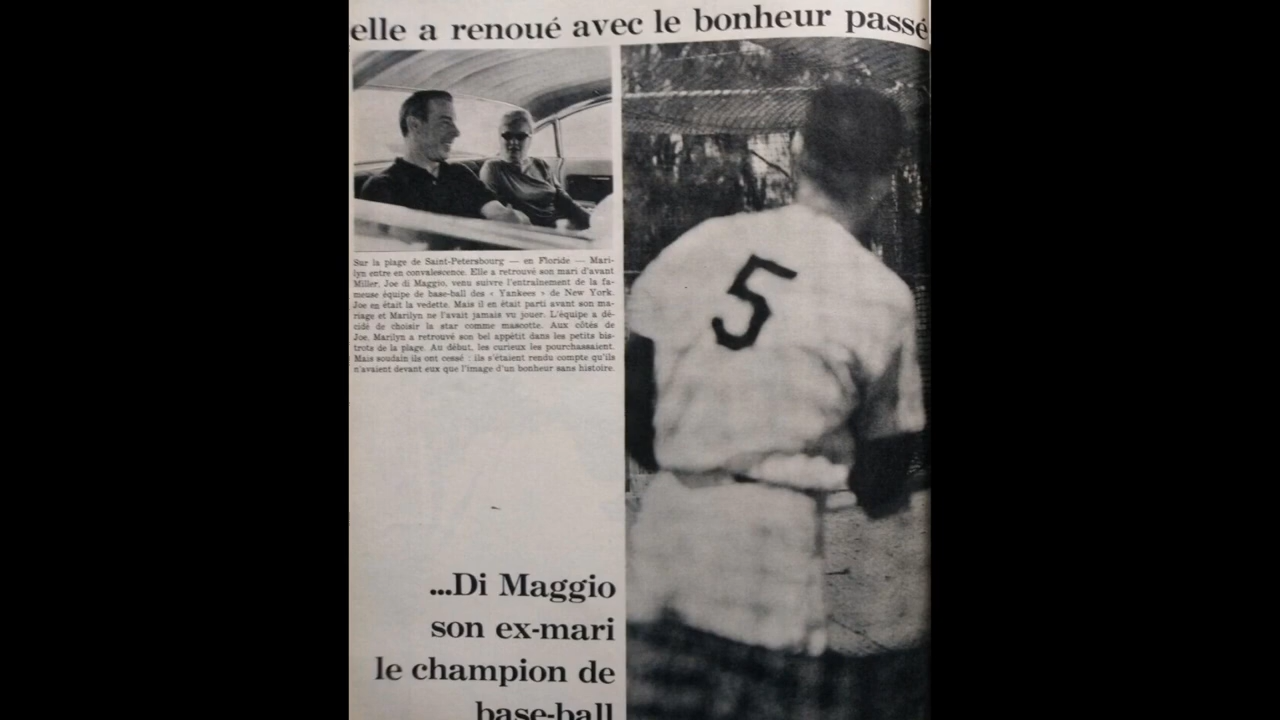 elle a renoué avec le bonheur passé
Sur la plage de Saint-Petersbourg — en Floride — Mari-
lyn entre en convalescence. Elle a retrouvé son mari d'avant
Miller, Joe di Maggio, venu suivre l'entraînement de la fa-
meuse équipe de base-ball des « Yankees » de New York.
Joe en était la vedette. Mais il en était parti avant son ma-
riage et Marilyn ne l'avait jamais vu jouer. L'équipe a dé-
cidé de choisir la star comme mascotte. Aux côtés de
Joe, Marilyn a retrouvé son bel appétit dans les petits bis-
trots de la plage. Au début, les curieux les pourchassaient.
Mais soudain ils ont cessé : ils s'étaient rendu compte qu'ils
n'avaient devant eux que l'image d'un bonheur sans histoire.
5
...Di Maggio
son ex-mari
le champion de
base-ball